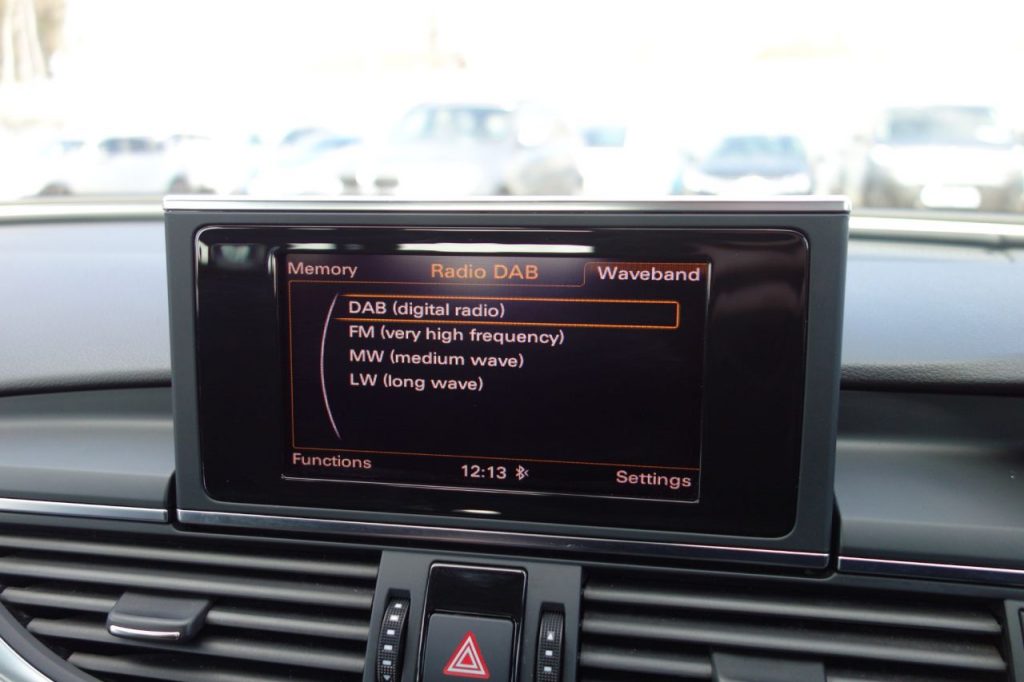 Memory Radio DAB Waveband
DAB (digital radio)
FM (very high frequency)
MW (medium wave)
LW (long wave)
Functions 12:13 Settings